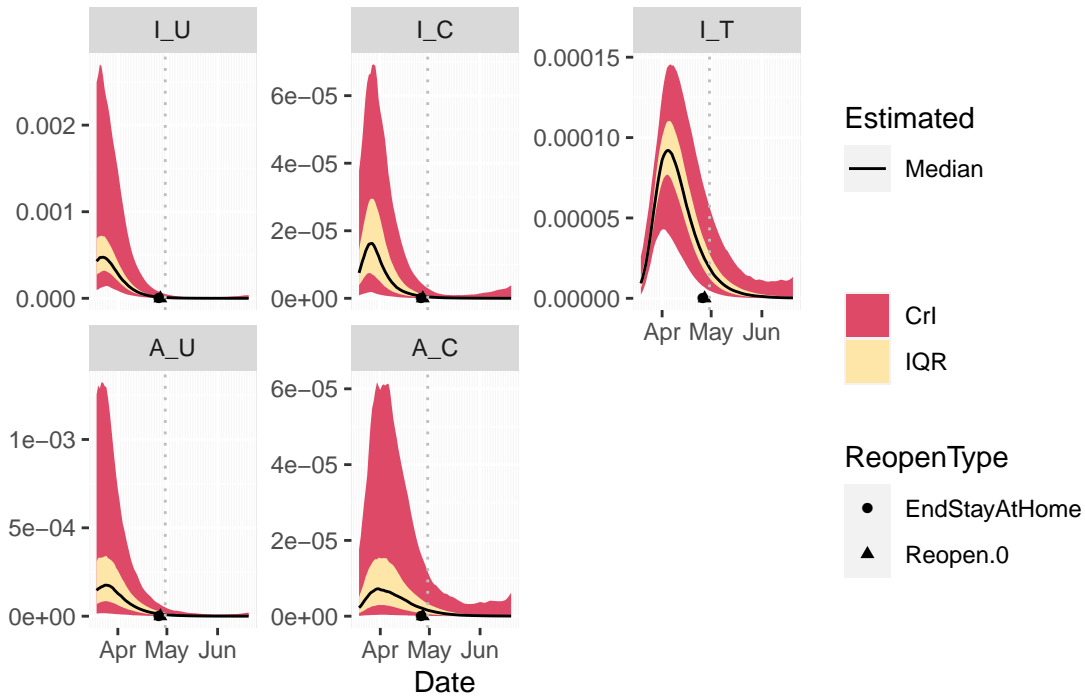 I_U
I_C
I_T
0.002
0.001
0.000
6e−05
4e−05
2e−05
0e+00
0.00015
0.00010
0.00005
0.00000
Apr May Jun
A_U
A_C
1e−03
5e−04
0e+00
6e−05
4e−05
2e−05
0e+00
Apr May Jun
Apr May Jun
Date
Estimated
Median
CrI
IQR
ReopenType
EndStayAtHome
Reopen.0